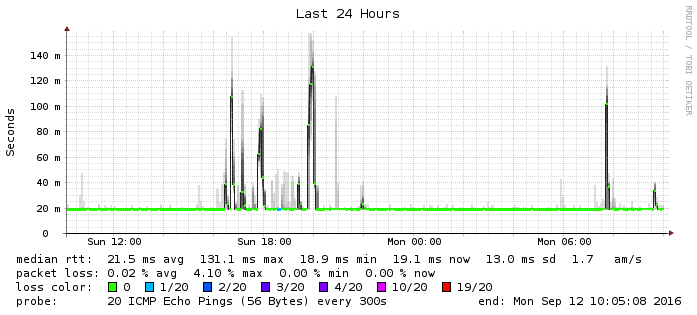 Last 24 Hours
RRDTOOL / TOBI OETIKER
Seconds
140 m
120 m
100 m
80 m
60 m
40 m
20 m
0
Sun 12:00 Sun 18:00 Mon 00:00 Mon 06:00
median rtt: 21.5 ms avg 131.1 ms max 18.9 ms min 19.1 ms now 13.0 ms sd 1.7 am/s
packet loss: 0.02 % avg 4.10 % max 0.00 % min 0.00 % now
loss color: 0 1/20 2/20 3/20 4/20 10/20 19/20
probe: 20 ICMP Echo Pings (56 Bytes) every 300s end: Mon Sep 12 10:05:08 2016